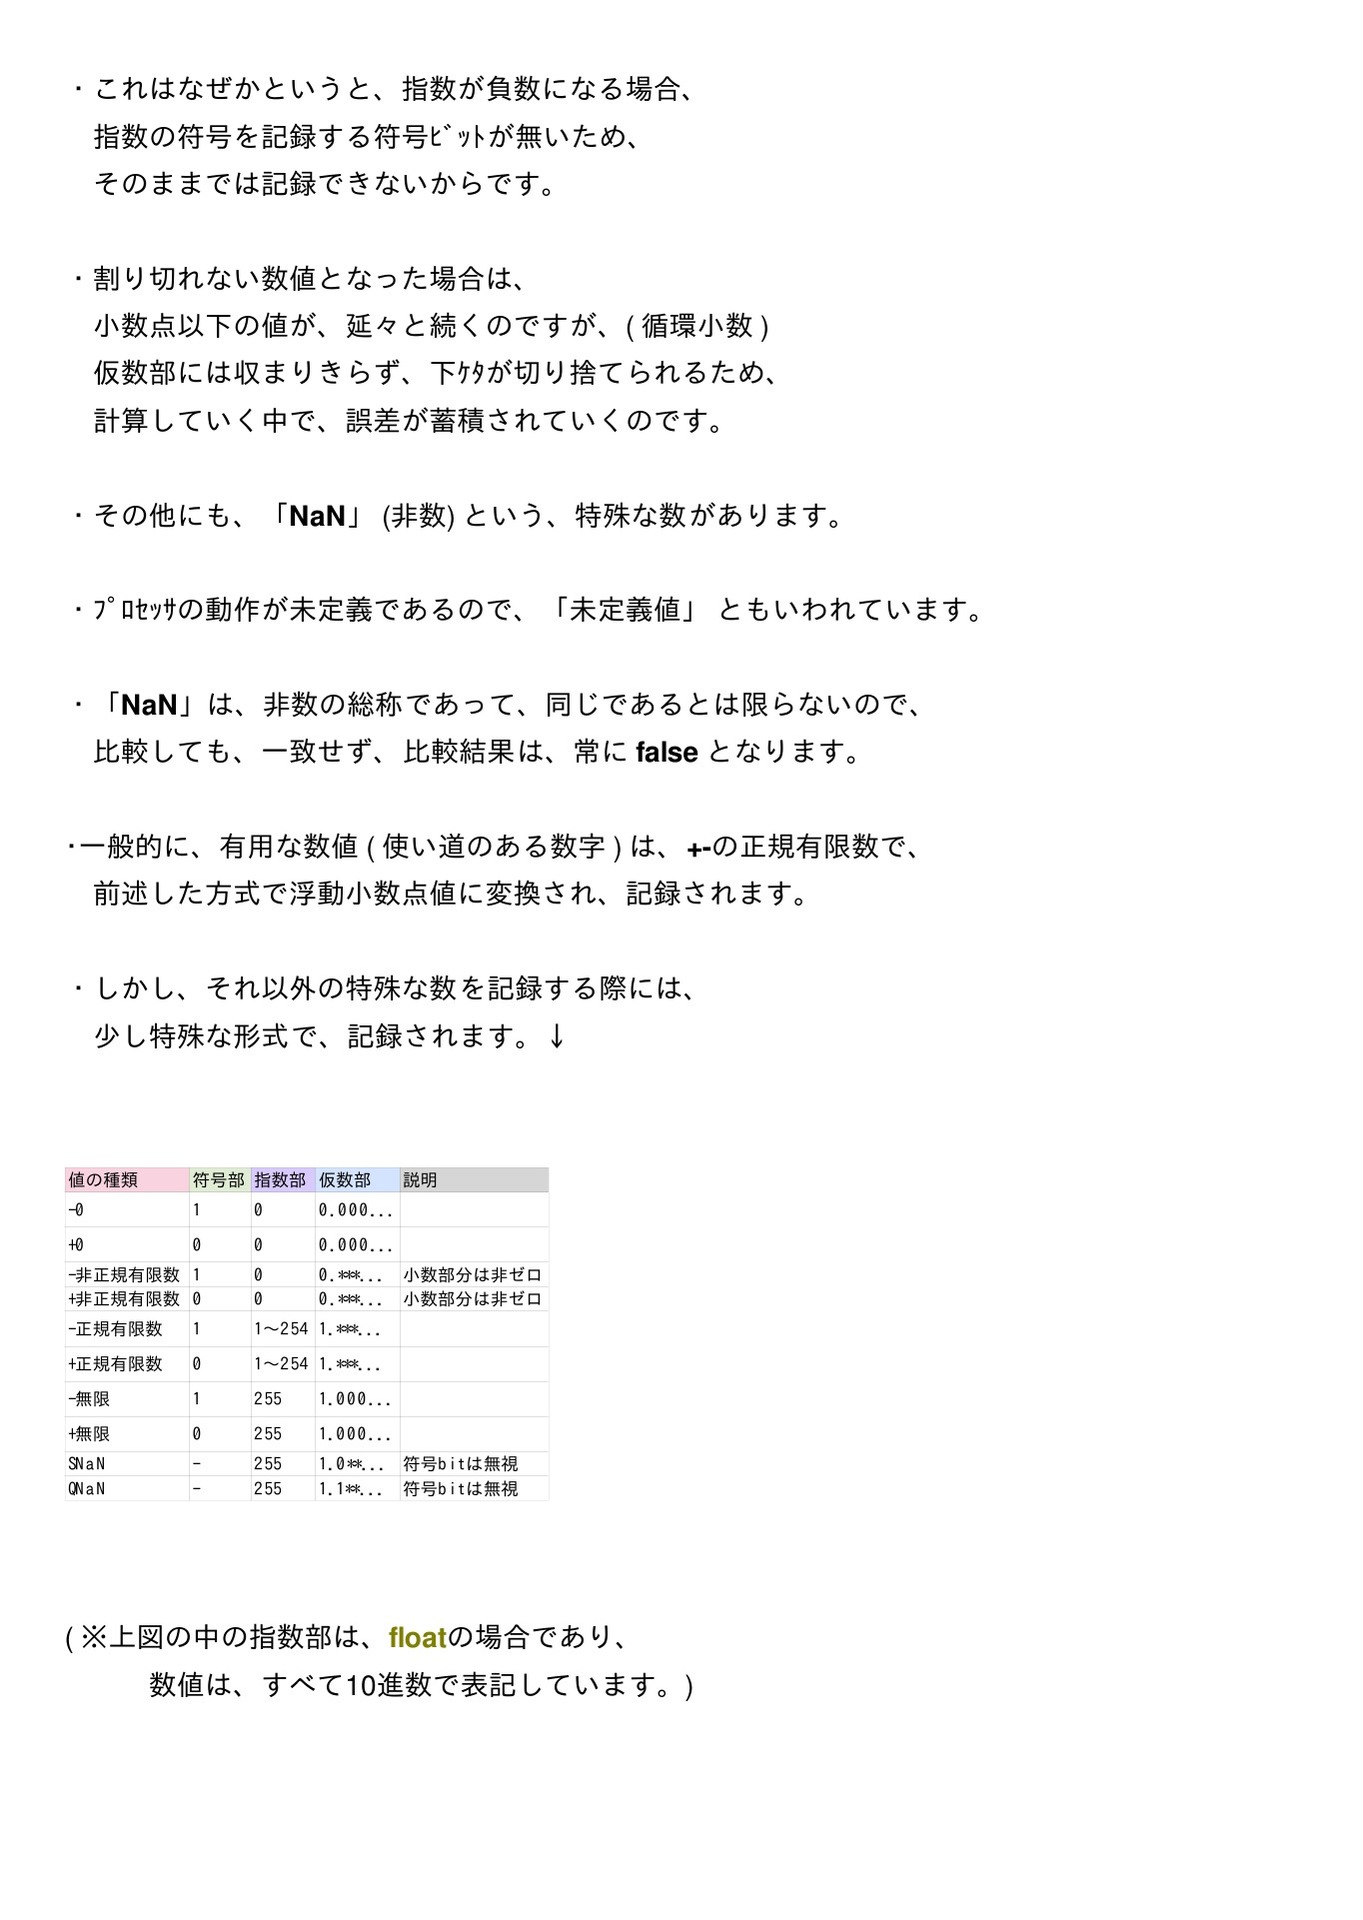 ・これはなぜかというと、指数が負数になる場合、
指数の符号を記録する符号ﾋﾞｯﾄが無いため、
そのままでは記録できないからです。
・割り切れない数値となった場合は、
小数点以下の値が、延々と続くのですが、( 循環小数 )
仮数部には収まりきらず、下ｹﾀが切り捨てられるため、
計算していく中で、誤差が蓄積されていくのです。
・その他にも、「NaN」 (非数) という、特殊な数があります。
・ﾌﾟﾛｾｯｻの動作が未定義であるので、「未定義値」 ともいわれています。
・「NaN」は、非数の総称であって、同じであるとは限らないので、
比較しても、一致せず、比較結果は、常に false となります。
・一般的に、有用な数値 ( 使い道のある数字 ) は、+-の正規有限数で、
前述した方式で浮動小数点値に変換され、記録されます。
・しかし、それ以外の特殊な数を記録する際には、
少し特殊な形式で、記録されます。↓
値の種類 符号部 指数部 仮数部 説明
-0 1 0 0.000...
+0 0 0 0.000...
-非正規有限数 1 0 0.***... 小数部分は非ゼロ
+非正規有限数 0 0 0.***... 小数部分は非ゼロ
-正規有限数 1 1～254 1.***...
+正規有限数 0 1～254 1.***...
-無限 1 255 1.000...
+無限 0 255 1.000...
SNaN - 255 1.0**... 符号bitは無視
QNaN - 255 1.1**... 符号bitは無視
( ※上図の中の指数部は、floatの場合であり、
数値は、すべて10進数で表記しています。)